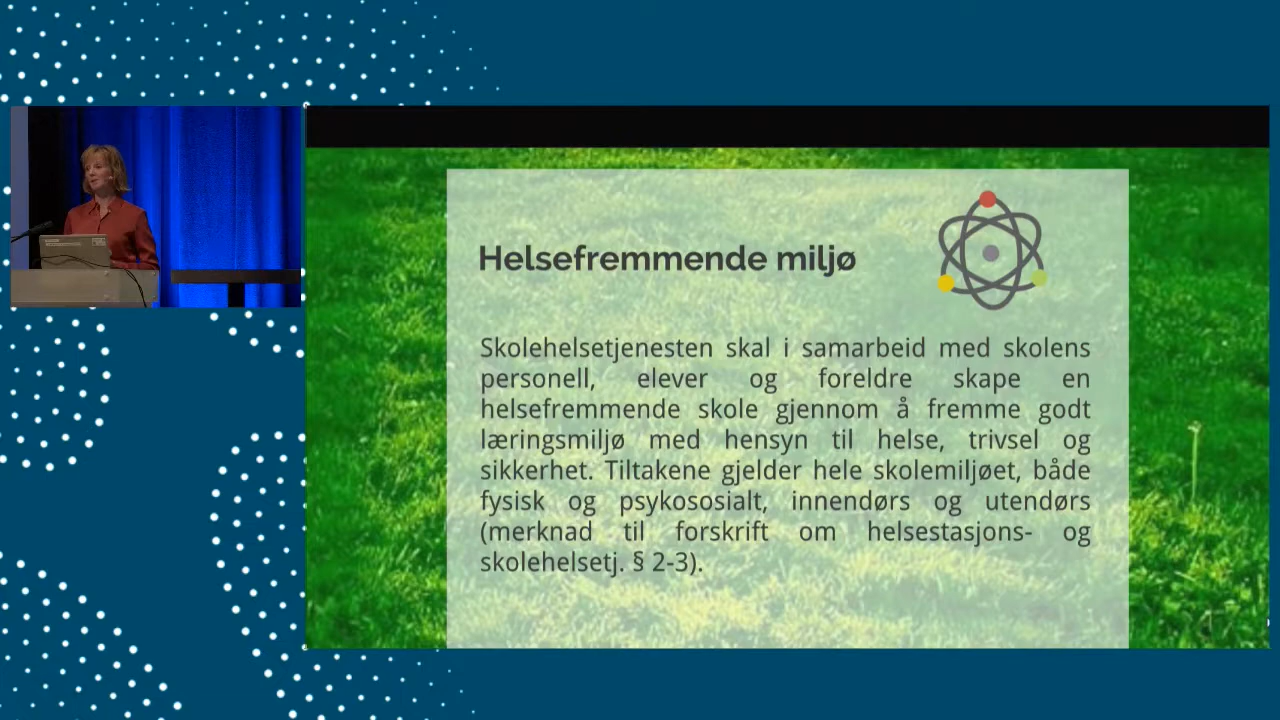 Helsefremmende miljø
Skolehelsetjenesten skal i samarbeid med skolens
personell, elever og foreldre skape en
helsefremmende skole gjennom å fremme godt
læringsmiljø med hensyn til helse, trivsel og
sikkerhet. Tiltakene gjelder hele skolemiljøet, både
fysisk og psykososialt, innendørs og utendørs
(merknad til forskrift om helsestasjons- og
skolehelsetj. § 2-3).